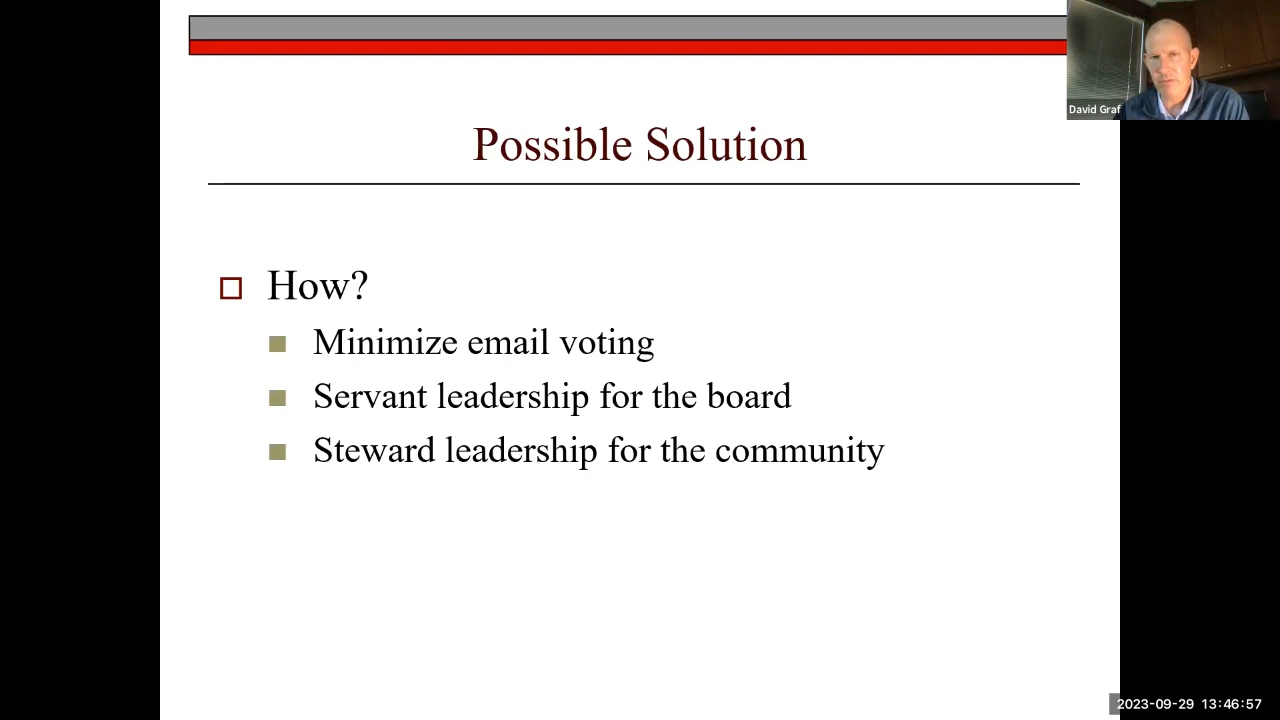 David Graf
Possible Solution
How?
Minimize email voting
Servant leadership for the board
Steward leadership for the community
2023-09-29 13:46:57